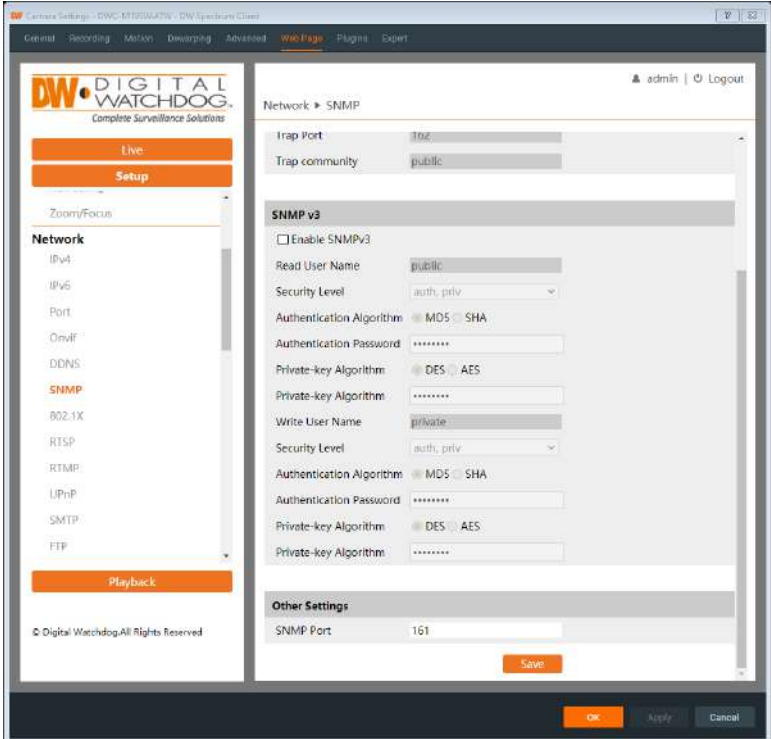 Camera Settings - DW Spectrum Client
General Recording Motion Dewarping Advanced Web Page Plugins Expert
DW DIGITAL WATCHDOG.
Complete Surveillance Solutions
Live
Setup
Zoom/Focus
Network
IPv4
IPv6
Port
Onvif
DDNS
SNMP
802.1X
RTSP
RTMP
UPnP
SMTP
FTP
Playback
© Digital Watchdog.All Rights Reserved
admin | Logout
Network ▸ SNMP
Trap Port 162
Trap community public
SNMP v3
Enable SNMPv3
Read User Name public
Security Level auth, priv
Authentication Algorithm MD5 SHA
Authentication Password ••••••••
Private-key Algorithm DES AES
Private-key Algorithm ••••••••
Write User Name private
Security Level auth, priv
Authentication Algorithm MD5 SHA
Authentication Password ••••••••
Private-key Algorithm DES AES
Private-key Algorithm ••••••••
Other Settings
SNMP Port 161
Save
OK Apply Cancel